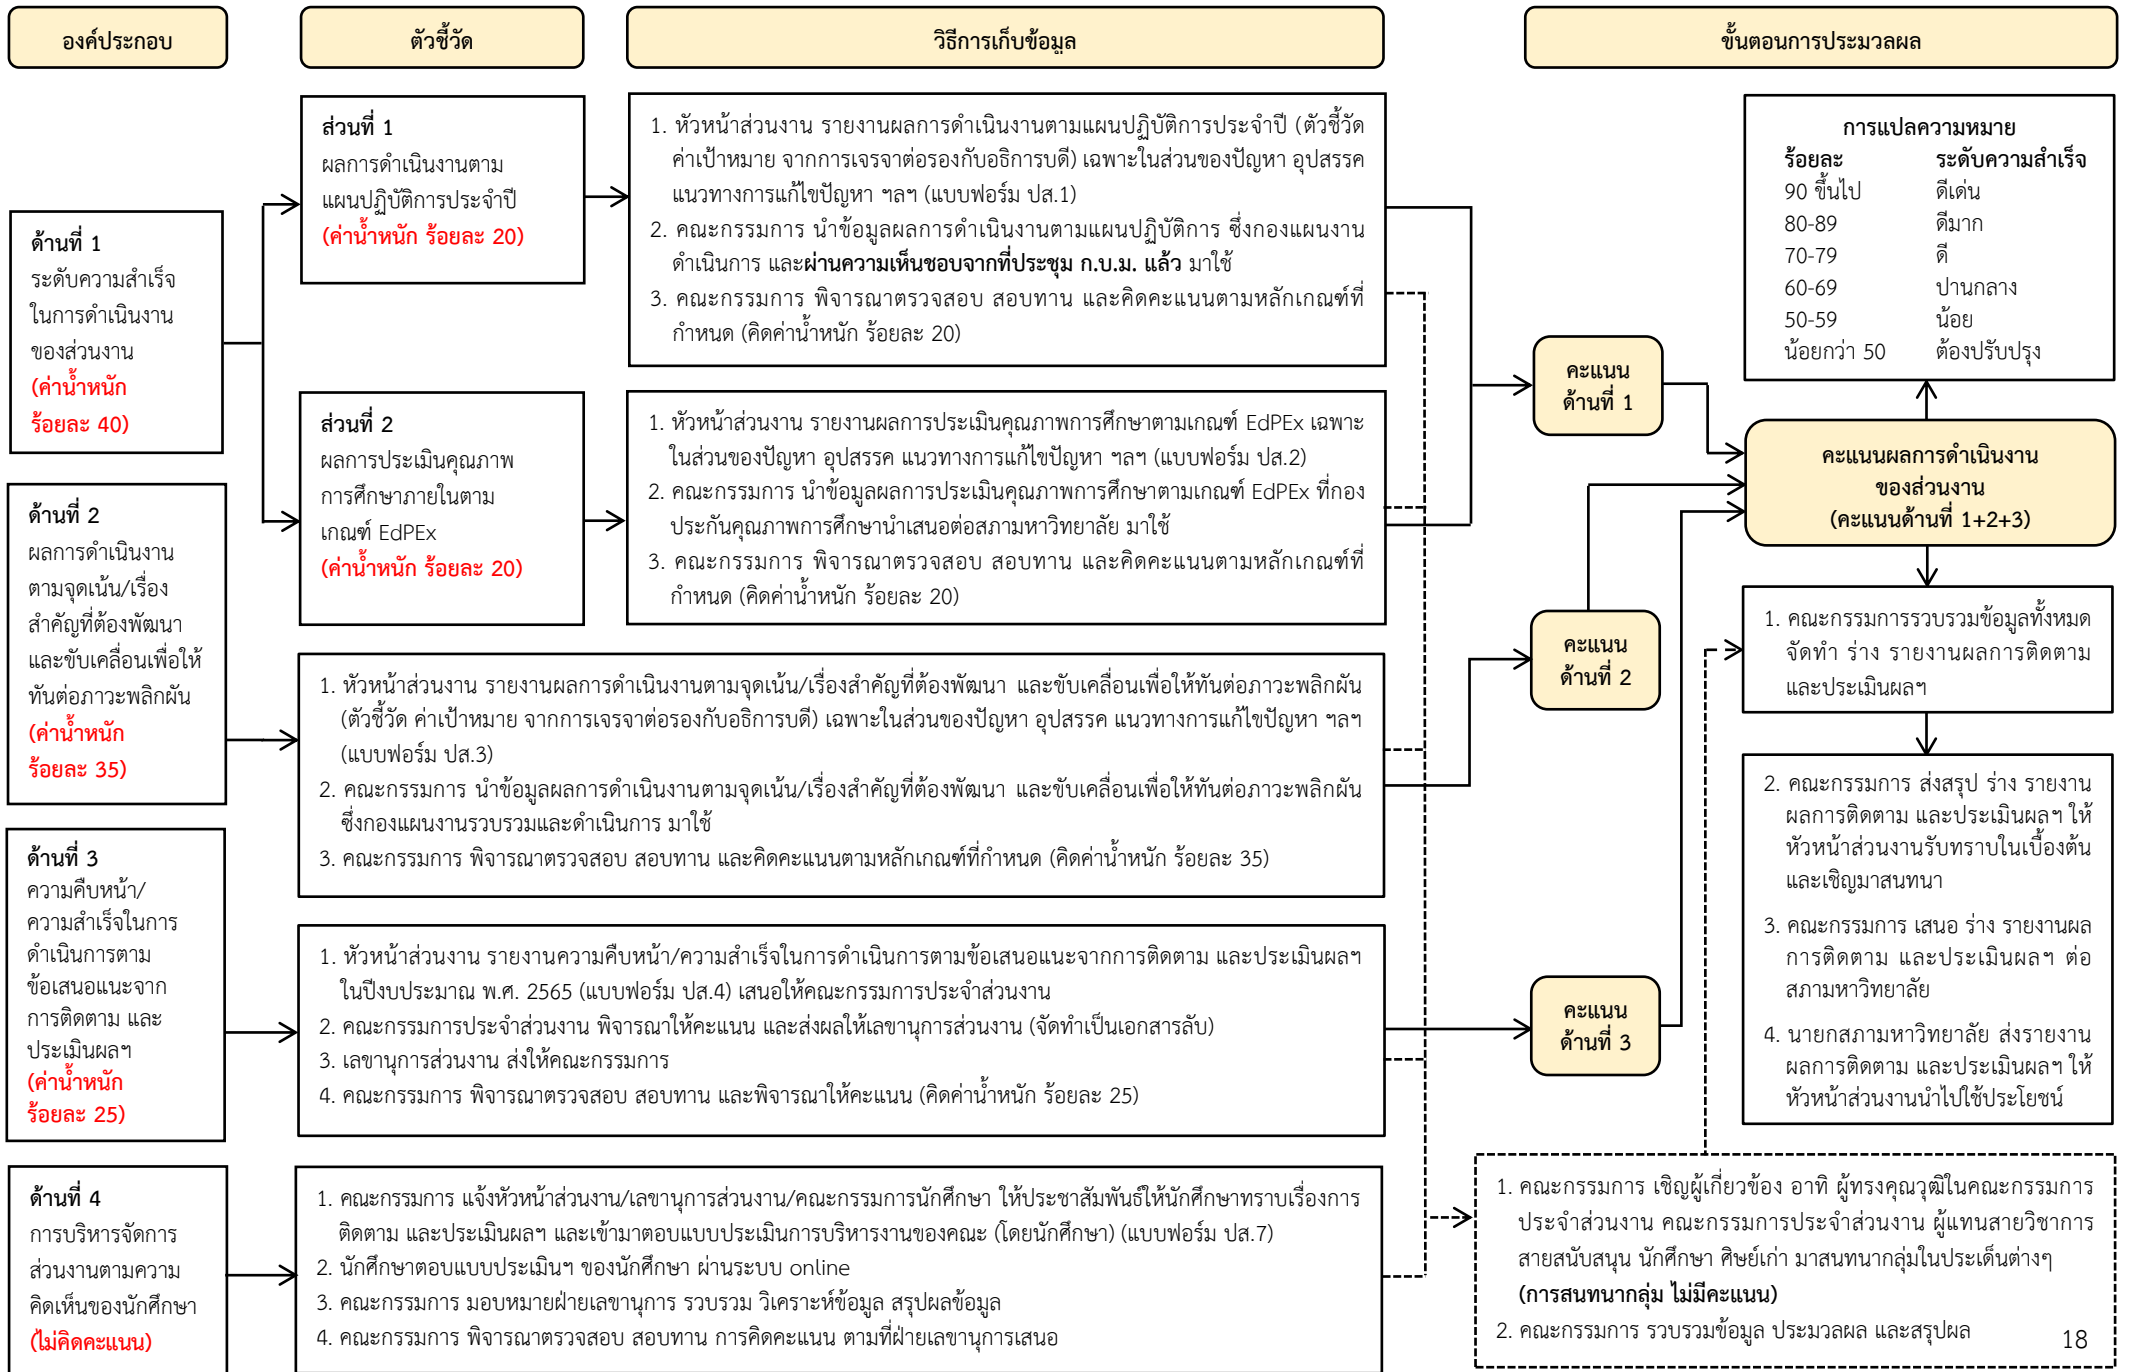 องค์ประกอบ
ตัวชี้วัด
วิธีการเก็บข้อมูล
ขั้นตอนการประมวลผล
ด้านที่ 1
ระดับความสำเร็จ
ในการดำเนินงาน
ของส่วนงาน
(ค่าน้ำหนัก
ร้อยละ 40)
ส่วนที่ 1
ผลการดำเนินงานตาม
แผนปฏิบัติการประจำปี
(ค่าน้ำหนัก ร้อยละ 20)
1. หัวหน้าส่วนงาน รายงานผลการดำเนินงานตามแผนปฏิบัติการประจำปี (ตัวชี้วัด
ค่าเป้าหมาย จากการเจรจาต่อรองกับอธิการบดี) เฉพาะในส่วนของปัญหา อุปสรรค
แนวทางการแก้ไขปัญหา ฯลฯ (แบบฟอร์ม ปส.1)
2. คณะกรรมการ นำข้อมูลผลการดำเนินงานตามแผนปฏิบัติการ ซึ่งกองแผนงาน
ดำเนินการ และผ่านความเห็นชอบจากที่ประชุม ก.บ.ม. แล้ว มาใช้
3. คณะกรรมการ พิจารณาตรวจสอบ สอบทาน และคิดคะแนนตามหลักเกณฑ์ที่
กำหนด (คิดค่าน้ำหนัก ร้อยละ 20)
ส่วนที่ 2
ผลการประเมินคุณภาพ
การศึกษาภายในตาม
เกณฑ์ EdPEx
(ค่าน้ำหนัก ร้อยละ 20)
1. หัวหน้าส่วนงาน รายงานผลการประเมินคุณภาพการศึกษาตามเกณฑ์ EdPEx เฉพาะ
ในส่วนของปัญหา อุปสรรค แนวทางการแก้ไขปัญหา ฯลฯ (แบบฟอร์ม ปส.2)
2. คณะกรรมการ นำข้อมูลผลการประเมินคุณภาพการศึกษาตามเกณฑ์ EdPEx ที่กอง
ประกันคุณภาพการศึกษานำเสนอต่อสภามหาวิทยาลัย มาใช้
3. คณะกรรมการ พิจารณาตรวจสอบ สอบทาน และคิดคะแนนตามหลักเกณฑ์ที่
กำหนด (คิดค่าน้ำหนัก ร้อยละ 20)
ด้านที่ 2
ผลการดำเนินงาน
ตามจุดเน้น/เรื่อง
สำคัญที่ต้องพัฒนา
และขับเคลื่อนเพื่อให้
ทันต่อภาวะพลิกผัน
(ค่าน้ำหนัก
ร้อยละ 35)
1. หัวหน้าส่วนงาน รายงานผลการดำเนินงานตามจุดเน้น/เรื่องสำคัญที่ต้องพัฒนา และขับเคลื่อนเพื่อให้ทันต่อภาวะพลิกผัน
(ตัวชี้วัด ค่าเป้าหมาย จากการเจรจาต่อรองกับอธิการบดี) เฉพาะในส่วนของปัญหา อุปสรรค แนวทางการแก้ไขปัญหา ฯลฯ
(แบบฟอร์ม ปส.3)
2. คณะกรรมการ นำข้อมูลผลการดำเนินงานตามจุดเน้น/เรื่องสำคัญที่ต้องพัฒนา และขับเคลื่อนเพื่อให้ทันต่อภาวะพลิกผัน
ซึ่งกองแผนงานรวบรวมและดำเนินการ มาใช้
3. คณะกรรมการ พิจารณาตรวจสอบ สอบทาน และคิดคะแนนตามหลักเกณฑ์ที่กำหนด (คิดค่าน้ำหนัก ร้อยละ 35)
ด้านที่ 3
ความคืบหน้า/
ความสำเร็จในการ
ดำเนินการตาม
ข้อเสนอแนะจาก
การติดตาม และ
ประเมินผลฯ
(ค่าน้ำหนัก
ร้อยละ 25)
1. หัวหน้าส่วนงาน รายงานความคืบหน้า/ความสำเร็จในการดำเนินการตามข้อเสนอแนะจากการติดตาม และประเมินผลฯ
ในปีงบประมาณ พ.ศ. 2565 (แบบฟอร์ม ปส.4) เสนอให้คณะกรรมการประจำส่วนงาน
2. คณะกรรมการประจำส่วนงาน พิจารณาให้คะแนน และส่งผลให้เลขานุการส่วนงาน (จัดทำเป็นเอกสารลับ)
3. เลขานุการส่วนงาน ส่งให้คณะกรรมการ
4. คณะกรรมการ พิจารณาตรวจสอบ สอบทาน และพิจารณาให้คะแนน (คิดค่าน้ำหนัก ร้อยละ 25)
ด้านที่ 4
การบริหารจัดการ
ส่วนงานตามความ
คิดเห็นของนักศึกษา
(ไม่คิดคะแนน)
1. คณะกรรมการ แจ้งหัวหน้าส่วนงาน/เลขานุการส่วนงาน/คณะกรรมการนักศึกษา ให้ประชาสัมพันธ์ให้นักศึกษาทราบเรื่องการ
ติดตาม และประเมินผลฯ และเข้ามาตอบแบบประเมินการบริหารงานของคณะ (โดยนักศึกษา) (แบบฟอร์ม ปส.7)
2. นักศึกษาตอบแบบประเมินฯ ของนักศึกษา ผ่านระบบ online
3. คณะกรรมการ มอบหมายฝ่ายเลขานุการ รวบรวม วิเคราะห์ข้อมูล สรุปผลข้อมูล
4. คณะกรรมการ พิจารณาตรวจสอบ สอบทาน การคิดคะแนน ตามที่ฝ่ายเลขานุการเสนอ
คะแนน
ด้านที่ 1
คะแนน
ด้านที่ 2
คะแนน
ด้านที่ 3
การแปลความหมาย
ร้อยละ ระดับความสำเร็จ
90 ขึ้นไป ดีเด่น
80-89 ดีมาก
70-79 ดี
60-69 ปานกลาง
50-59 น้อย
น้อยกว่า 50 ต้องปรับปรุง
คะแนนผลการดำเนินงาน
ของส่วนงาน
(คะแนนด้านที่ 1+2+3)
1. คณะกรรมการรวบรวมข้อมูลทั้งหมด
จัดทำ ร่าง รายงานผลการติดตาม
และประเมินผลฯ
2. คณะกรรมการ ส่งสรุป ร่าง รายงาน
ผลการติดตาม และประเมินผลฯ ให้
หัวหน้าส่วนงานรับทราบในเบื้องต้น
และเชิญมาสนทนา
3. คณะกรรมการ เสนอ ร่าง รายงานผล
การติดตาม และประเมินผลฯ ต่อ
สภามหาวิทยาลัย
4. นายกสภามหาวิทยาลัย ส่งรายงาน
ผลการติดตาม และประเมินผลฯ ให้
หัวหน้าส่วนงานนำไปใช้ประโยชน์
1. คณะกรรมการ เชิญผู้เกี่ยวข้อง อาทิ ผู้ทรงคุณวุฒิในคณะกรรมการ
ประจำส่วนงาน คณะกรรมการประจำส่วนงาน ผู้แทนสายวิชาการ
สายสนับสนุน นักศึกษา ศิษย์เก่า มาสนทนากลุ่มในประเด็นต่างๆ
(การสนทนากลุ่ม ไม่มีคะแนน)
2. คณะกรรมการ รวบรวมข้อมูล ประมวลผล และสรุปผล
18